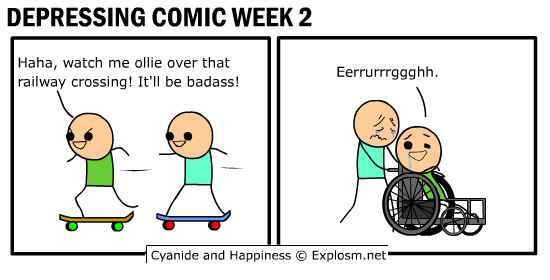 DEPRESSING COMIC WEEK 2
Haha, watch me ollie over that
railway crossing! It'll be badass!
Eerrurrrggghh.
Cyanide and Happiness © Explosm.net